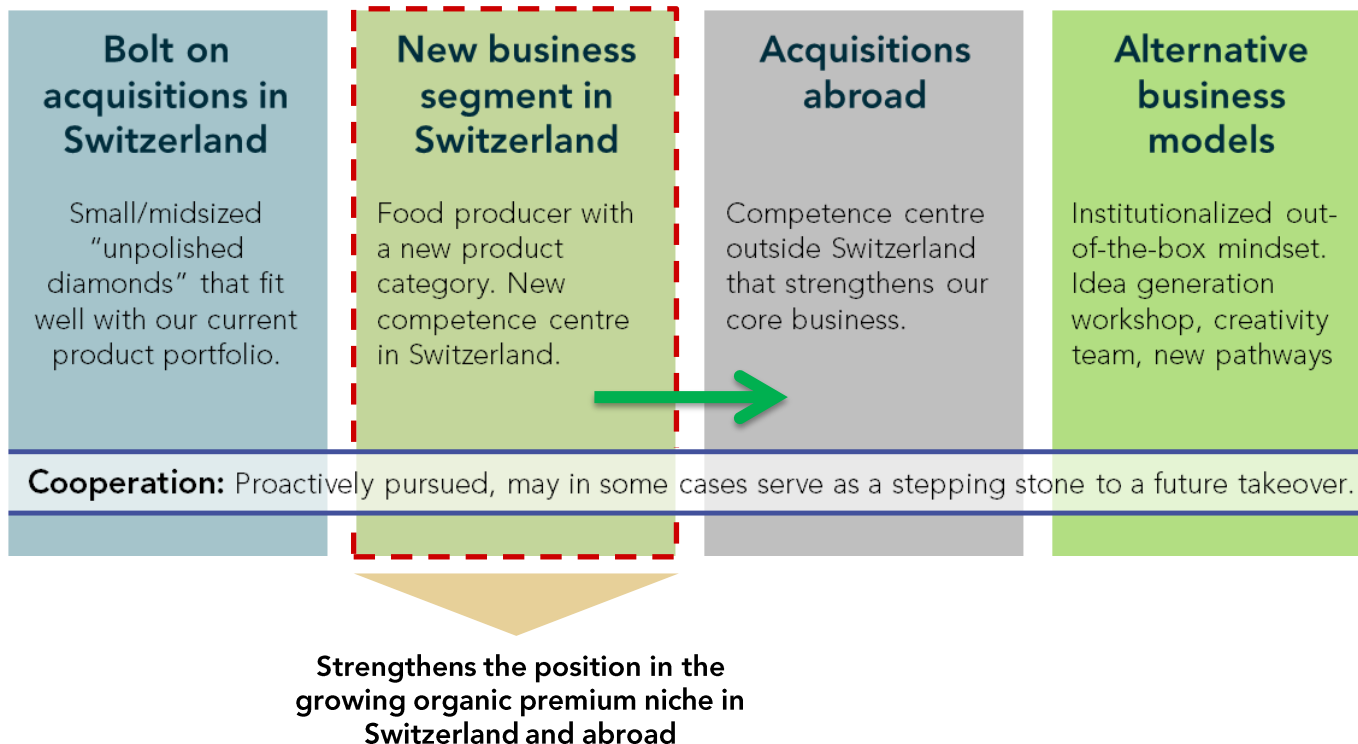 Bolt on
acquisitions in
Switzerland
Small/midsized
“unpolished
diamonds” that fit
well with our current
product portfolio.
New business
segment in
Switzerland
Food producer with
a new product
category. New
competence centre
in Switzerland.
Acquisitions
abroad
Competence centre
outside Switzerland
that strengthens our
core business.
Alternative
business
models
Institutionalized out-
of-the-box mindset.
Idea generation
workshop, creativity
team, new pathways
Cooperation: Proactively pursued, may in some cases serve as a stepping stone to a future takeover.
Strengthens the position in the
growing organic premium niche in
Switzerland and abroad